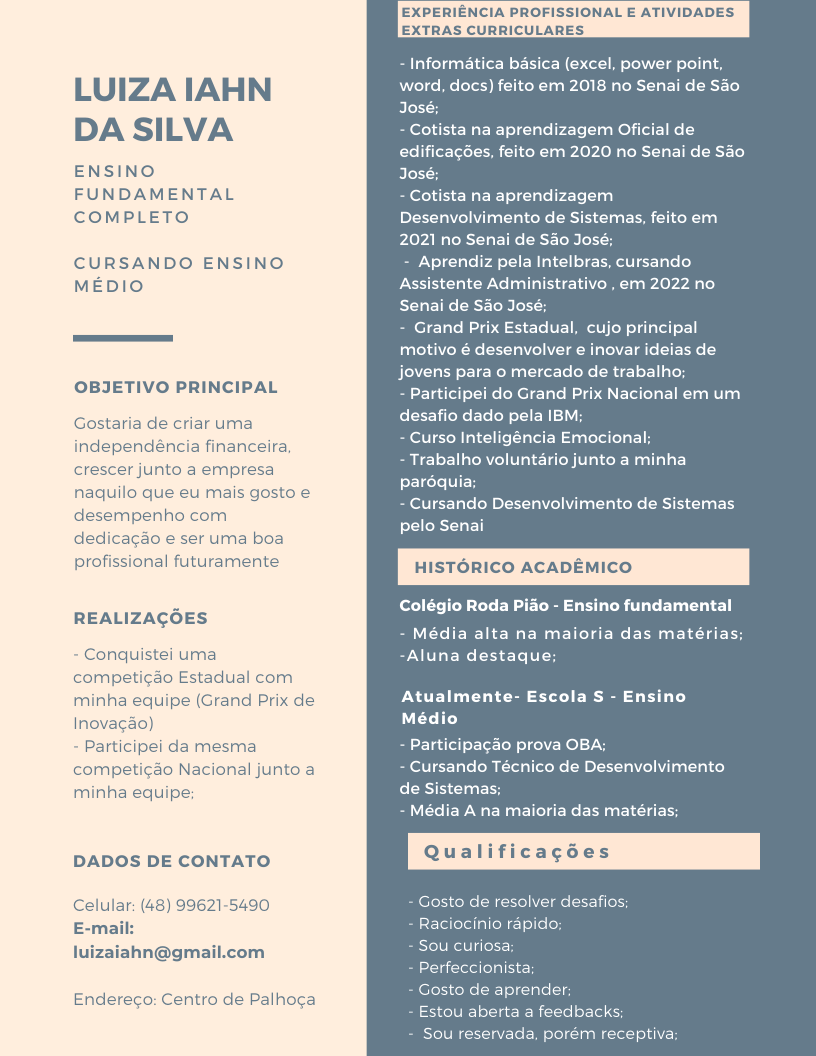 LUIZA IAHN
DA SILVA
ENSINO
FUNDAMENTAL
COMPLETO
CURSANDO ENSINO
MÉDIO
OBJETIVO PRINCIPAL
Gostaria de criar uma
independência financeira,
crescer junto a empresa
naquilo que eu mais gosto e
desempenho com
dedicação e ser uma boa
profissional futuramente
REALIZAÇÕES
- Conquistei uma
competição Estadual com
minha equipe (Grand Prix de
Inovação)
- Participei da mesma
competição Nacional junto a
minha equipe;
DADOS DE CONTATO
Celular: (48) 99621-5490
E-mail:
luizaiahn@gmail.com
Endereço: Centro de Palhoça
EXPERIÊNCIA PROFISSIONAL E ATIVIDADES
EXTRAS CURRICULARES
- Informática básica (excel, power point,
word, docs) feito em 2018 no Senai de São
José;
- Cotista na aprendizagem Oficial de
edificações, feito em 2020 no Senai de São
José;
- Cotista na aprendizagem
Desenvolvimento de Sistemas, feito em
2021 no Senai de São José;
-  Aprendiz pela Intelbras, cursando
Assistente Administrativo , em 2022 no
Senai de São José;
-  Grand Prix Estadual,  cujo principal
motivo é desenvolver e inovar ideias de
jovens para o mercado de trabalho;
- Participei do Grand Prix Nacional em um
desafio dado pela IBM;
- Curso Inteligência Emocional;
- Trabalho voluntário junto a minha
paróquia;
- Cursando Desenvolvimento de Sistemas
pelo Senai
HISTÓRICO ACADÊMICO
Colégio Roda Pião - Ensino fundamental
- Média alta na maioria das matérias;
-Aluna destaque;
Atualmente- Escola S - Ensino
Médio
- Participação prova OBA;
- Cursando Técnico de Desenvolvimento
de Sistemas;
- Média A na maioria das matérias;
Qualificações
- Gosto de resolver desafios;
- Raciocínio rápido;
- Sou curiosa;
- Perfeccionista;
- Gosto de aprender;
- Estou aberta a feedbacks;
-  Sou reservada, porém receptiva;